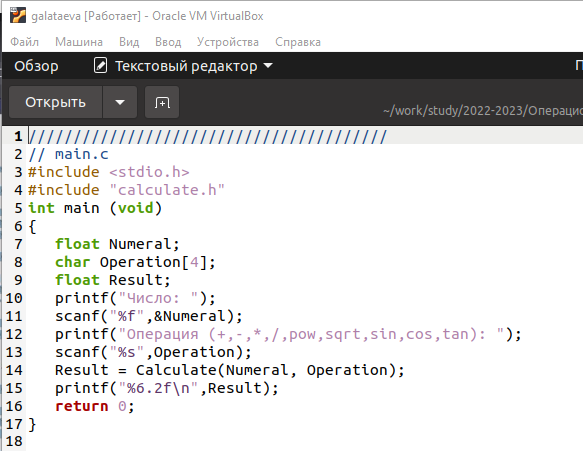 galataeva [Работает] - Oracle VM VirtualBox
Файл Машина Вид Ввод Устройства Справка
Обзор Текстовый редактор
Открыть
~/work/study/2022-2023/Операцио
1 ////////////////////////////////////////
2 // main.c
3 #include <stdio.h>
4 #include "calculate.h"
5 int main (void)
6 {
7 float Numeral;
8 char Operation[4];
9 float Result;
10 printf("Число: ");
11 scanf("%f",&Numeral);
12 printf("Операция (+,-,*,/,pow,sqrt,sin,cos,tan): ");
13 scanf("%s",Operation);
14 Result = Calculate(Numeral, Operation);
15 printf("%6.2f\n",Result);
16 return 0;
17 }
18